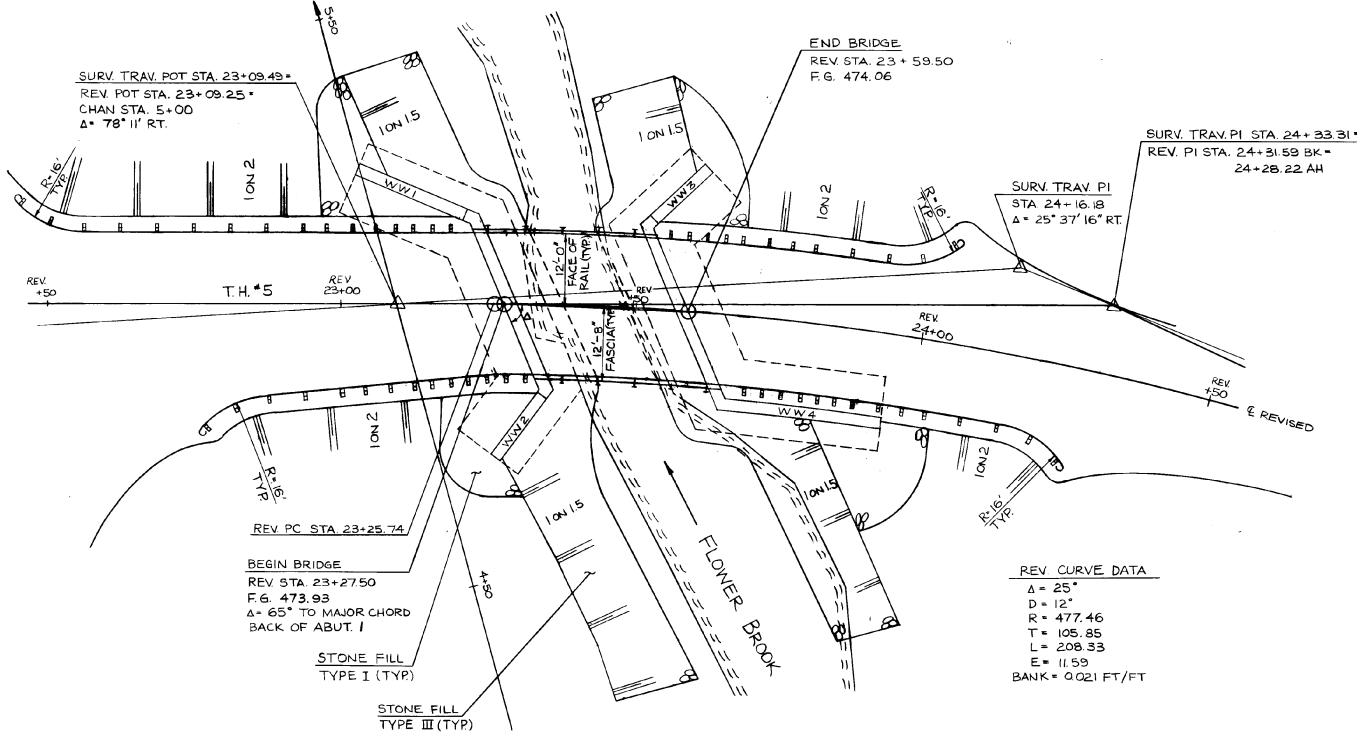 5+50
END BRIDGE
REV. STA. 23 + 59.50
F.G. 474.06
SURV. TRAV. POT STA. 23+09.49=
REV. POT STA. 23+09.25=
CHAN STA. 5+00
Δ= 78° 11' RT.
1 ON 1.5
1 ON 1.5
SURV. TRAV. PI STA. 24+33.31=
REV. PI STA. 24+31.59 BK=
24+28.22 AH
R=16'
TYP.
1 ON 2
WW1
WW3
1 ON 2
R=16'
TYP.
SURV. TRAV. PI
STA. 24+16.18
Δ= 25° 37' 16" RT.
12'-0"
FACE OF
RAIL (TYP.)
REV.
+50
T.H. #5
REV
23+00
REV
+50
Δ
REV.
24+00
12'-8"
FASCIA (TYP)
REV.
+50
℄ REVISED
1 ON 2
R=16'
TYP.
WW2
WW4
1 ON 2
R=16'
TYP.
1 ON 1.5
1 ON 1.5
REV PC STA. 23+25.74
BEGIN BRIDGE
REV. STA. 23+27.50
F.G. 473.93
Δ= 65° TO MAJOR CHORD
BACK OF ABUT. 1
4+50
FLOWER BROOK
STONE FILL
TYPE I (TYP.)
STONE FILL
TYPE III (TYP.)
REV. CURVE DATA
Δ = 25°
D = 12°
R = 477.46
T = 105.85
L = 208.33
E = 11.59
BANK = 0.021 FT/FT